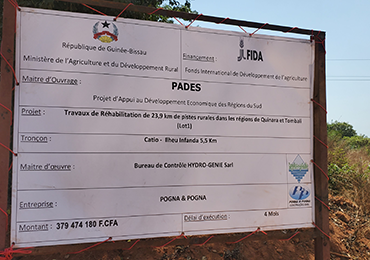 République de Guinée-Bissau
Ministère de l'Agriculture et du Développement Rural
Financement :
FIDA
Fonds International de Développement de l'agriculture
Maitre d'Ouvrage :
PADES
Projet d'Appui au Développement Economique des Régions du Sud
Projet :
Travaux de Réhabilitation de 23,9 km de pistes rurales dans les régions de Quinara et Tombali
(Lot1)
Tronçon :
Catio - Ilheu Infanda 5,5 Km
Maitre d'œuvre :
Bureau de Contrôle HYDRO-GENIE Sarl
Entreprise :
POGNA & POGNA
Montant : 379 474 180 F.CFA
Délai d'exécution :
4 Mois